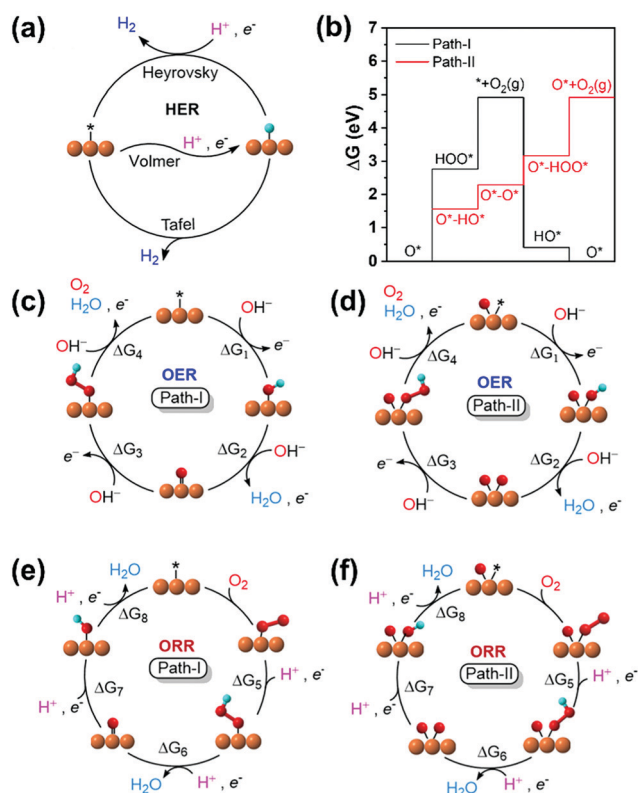 (a)
H₂
H⁺ , e⁻
Heyrovsky
HER
*
H⁺, e⁻
Volmer
Tafel
H₂
(b)
7
6
5
4
3
2
1
0
ΔG (eV)
Path-I
Path-II
*+O₂(g)
O*+O₂(g)
HOO*
O*-HOO*
O*-O*
O*-HO*
HO*
O*
O*
(c)
O₂
H₂O , e⁻
*
OH⁻
OH⁻
ΔG₄
ΔG₁
e⁻
OER
Path-I
ΔG₃
ΔG₂
OH⁻
e⁻
OH⁻
H₂O , e⁻
(d)
O₂
H₂O , e⁻
*
OH⁻
OH⁻
ΔG₄
ΔG₁
e⁻
OER
Path-II
ΔG₃
ΔG₂
OH⁻
e⁻
OH⁻
H₂O , e⁻
(e)
H₂O
*
O₂
H⁺ , e⁻
ΔG₈
ORR
Path-I
ΔG₅
H⁺ , e⁻
ΔG₇
H⁺ , e⁻
ΔG₆
H₂O
H⁺ , e⁻
(f)
H₂O
*
O₂
H⁺ , e⁻
ΔG₈
ORR
Path-II
ΔG₅
H⁺ , e⁻
ΔG₇
H⁺ , e⁻
ΔG₆
H₂O
H⁺ , e⁻